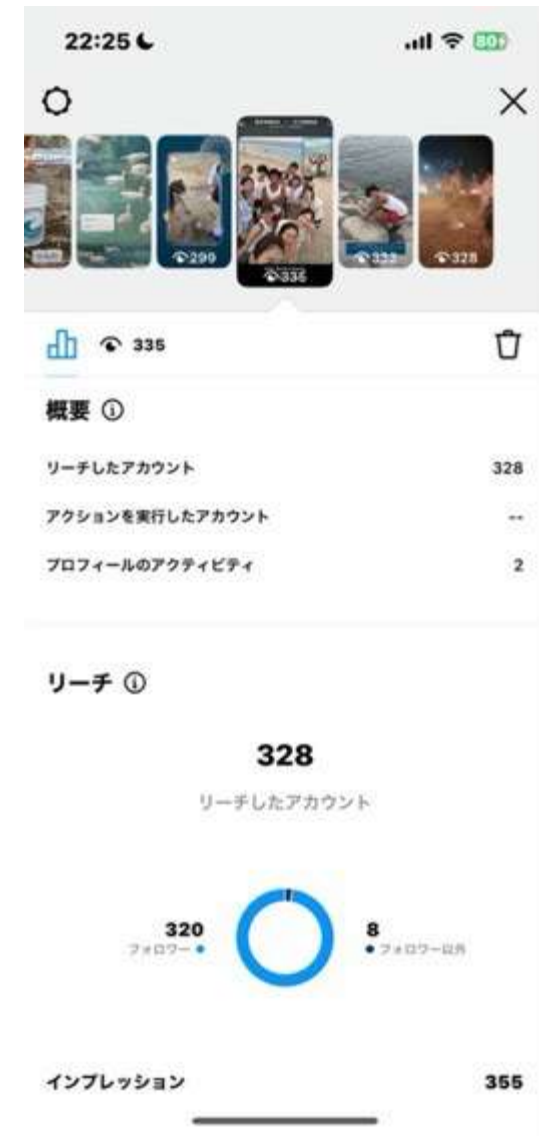 22:25
80
299
335
333
328
335
概要
リーチしたアカウント 328
アクションを実行したアカウント --
プロフィールのアクティビティ 2
リーチ
328
リーチしたアカウント
320
フォロワー
8
フォロワー以外
インプレッション 355